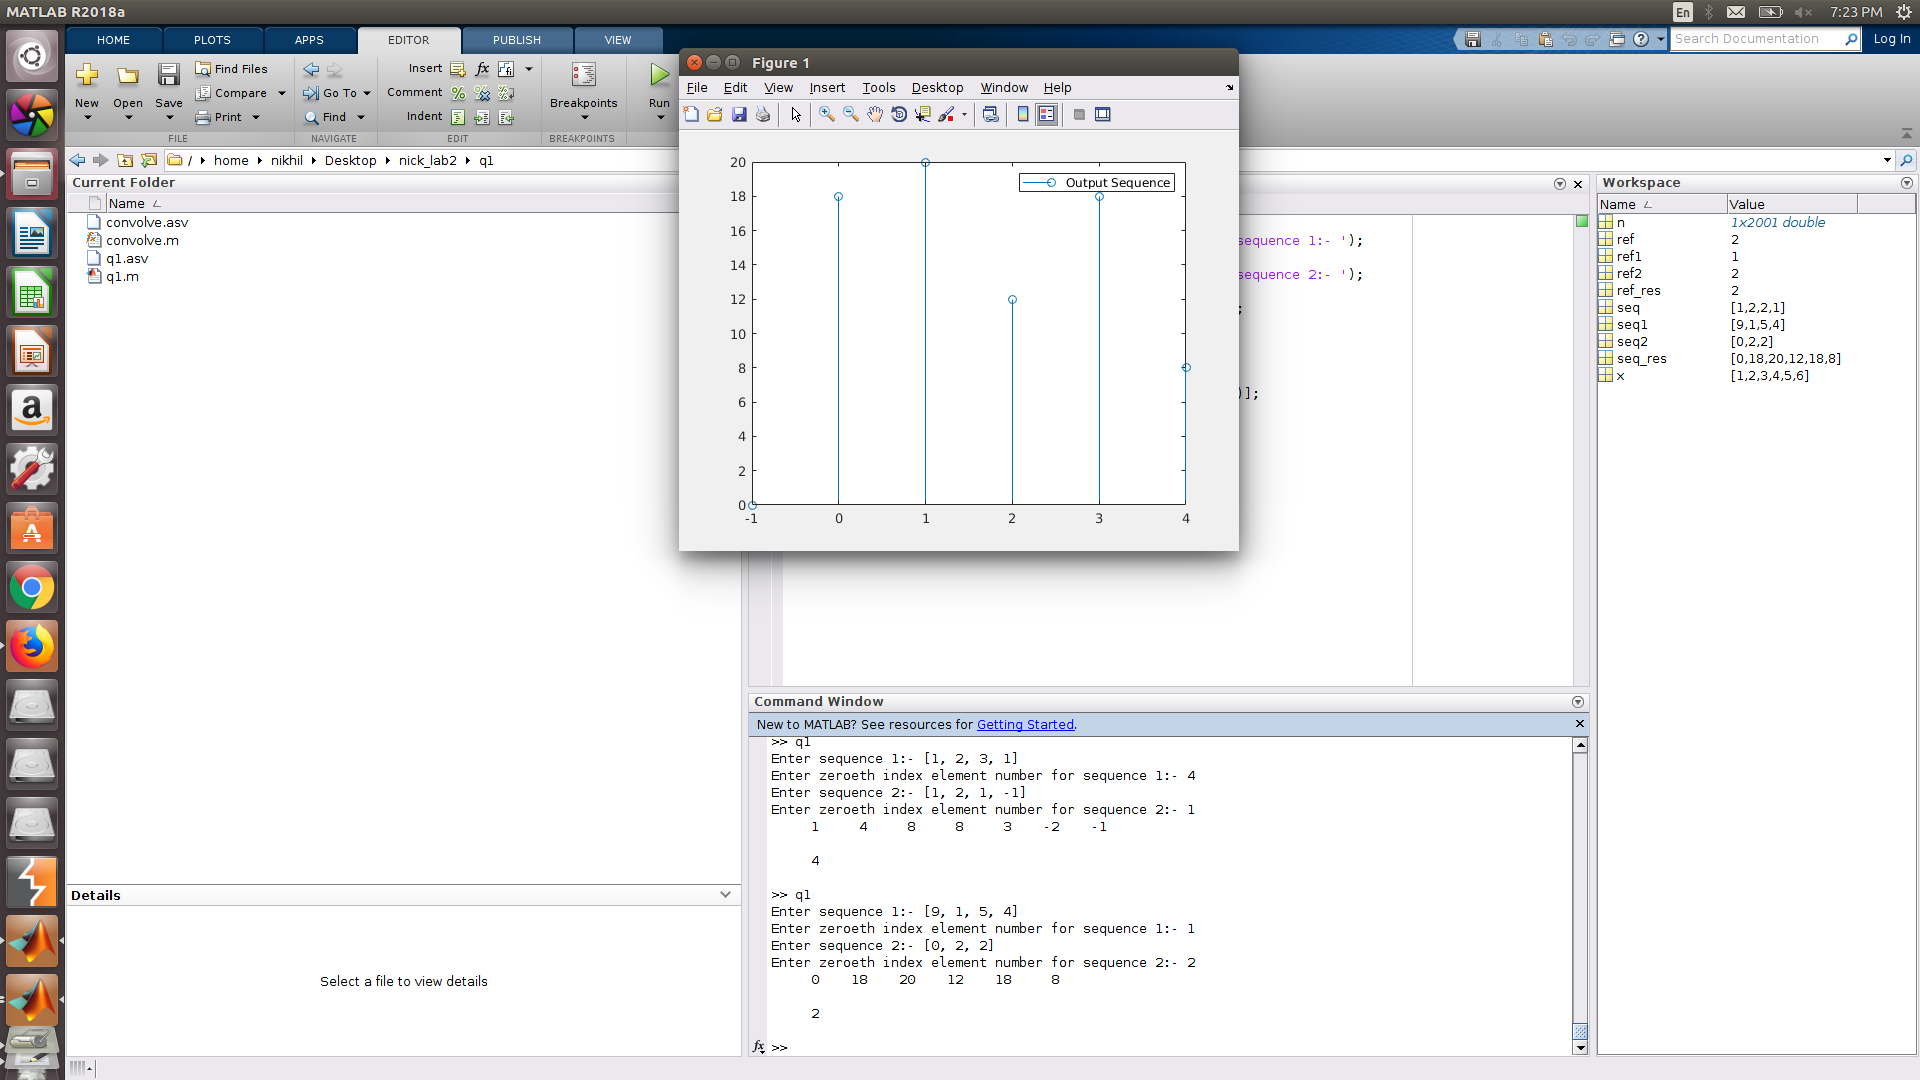 MATLAB R2018a
En
7:23 PM
HOME PLOTS APPS EDITOR PUBLISH VIEW
Search Documentation
Log In
New Open Save
Find Files
Compare
Print
FILE
Go To
Find
NAVIGATE
Insert
Comment
Indent
EDIT
Breakpoints
BREAKPOINTS
Run
/ home nikhil Desktop nick_lab2 q1
Current Folder
Name
convolve.asv
convolve.m
q1.asv
q1.m
Details
Select a file to view details
Figure 1
File Edit View Insert Tools Desktop Window Help
Output Sequence
20
18
16
14
12
10
8
6
4
2
0
-1 0 1 2 3 4
sequence 1:- ');
sequence 2:- ');
;
)];
Command Window
New to MATLAB? See resources for Getting Started.
>> q1
Enter sequence 1:- [1, 2, 3, 1]
Enter zeroeth index element number for sequence 1:- 4
Enter sequence 2:- [1, 2, 1, -1]
Enter zeroeth index element number for sequence 2:- 1
1 4 8 8 3 -2 -1
4
>> q1
Enter sequence 1:- [9, 1, 5, 4]
Enter zeroeth index element number for sequence 1:- 1
Enter sequence 2:- [0, 2, 2]
Enter zeroeth index element number for sequence 2:- 2
0 18 20 12 18 8
2
fx >>
Workspace
Name Value
n 1x2001 double
ref 2
ref1 1
ref2 2
ref_res 2
seq [1,2,2,1]
seq1 [9,1,5,4]
seq2 [0,2,2]
seq_res [0,18,20,12,18,8]
x [1,2,3,4,5,6]